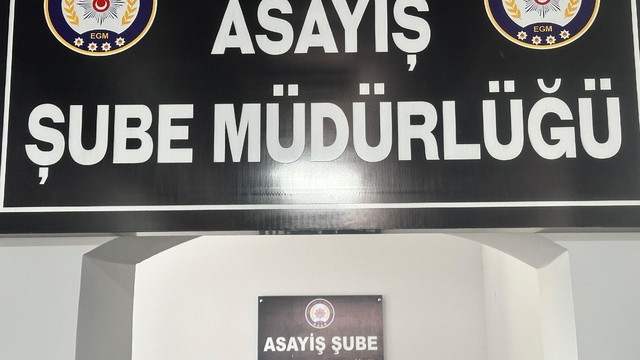 ASAYİŞ
EGM
EGM
ŞUBE MÜDÜRLÜĞÜ
ASAYİŞ ŞUBE